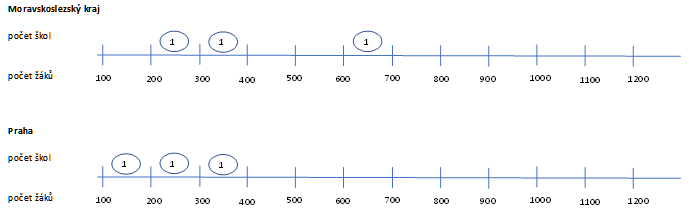 Moravskoslezský kraj
počet škol 1 1 1
počet žáků 100 200 300 400 500 600 700 800 900 1000 1100 1200
Praha
počet škol 1 1 1
počet žáků 100 200 300 400 500 600 700 800 900 1000 1100 1200